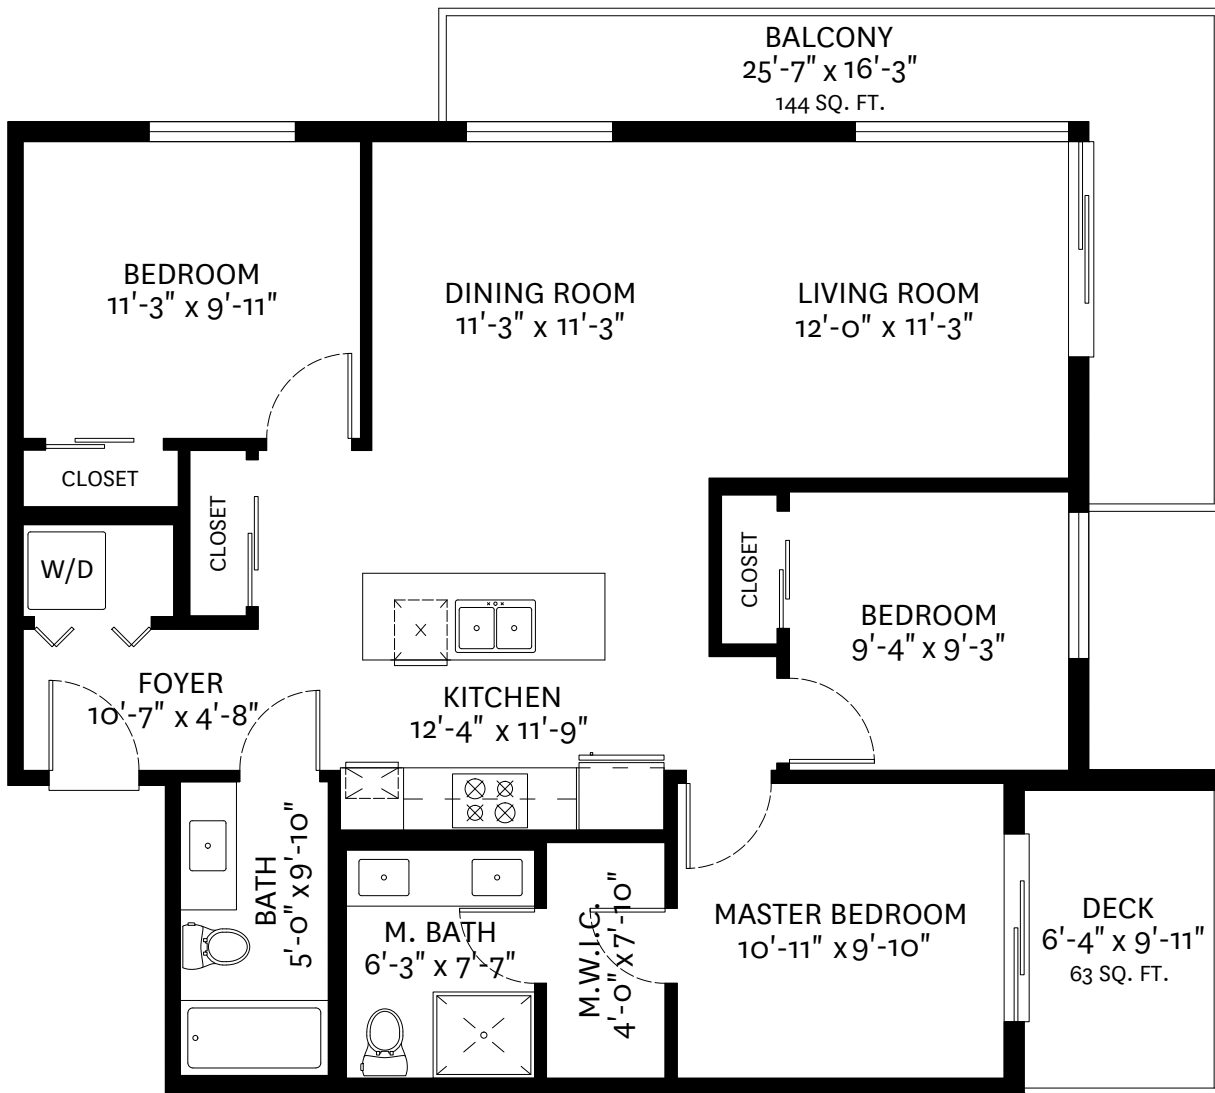 BALCONY
25'-7" x 16'-3"
144 SQ. FT.
BEDROOM
11'-3" x 9'-11"
DINING ROOM
11'-3" x 11'-3"
LIVING ROOM
12'-0" x 11'-3"
CLOSET
CLOSET
W/D
CLOSET
BEDROOM
9'-4" x 9'-3"
FOYER
10'-7" x 4'-8"
KITCHEN
12'-4" x 11'-9"
BATH
5'-0" x 9'-10"
M. BATH
6'-3" x 7'-7"
M.W.I.C.
4'-0" x 7'-10"
MASTER BEDROOM
10'-11" x 9'-10"
DECK
6'-4" x 9'-11"
63 SQ. FT.